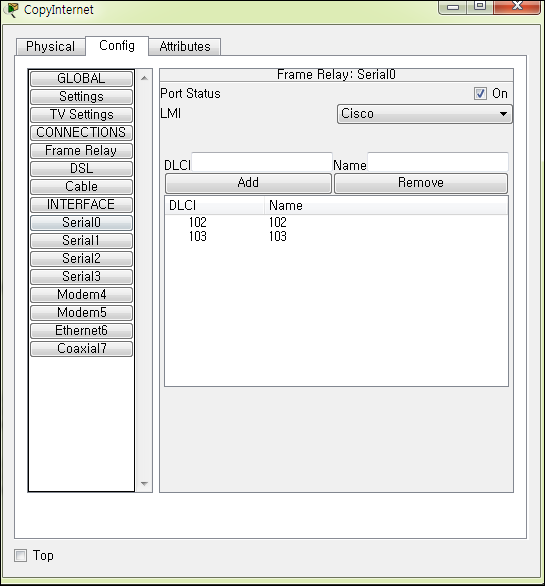 CopyInternet
Physical Config Attributes
GLOBAL
Settings
TV Settings
CONNECTIONS
Frame Relay
DSL
Cable
INTERFACE
Serial0
Serial1
Serial2
Serial3
Modem4
Modem5
Ethernet6
Coaxial7
Frame Relay: Serial0
Port Status On
LMI Cisco
DLCI Name
Add Remove
DLCI Name
102 102
103 103
Top